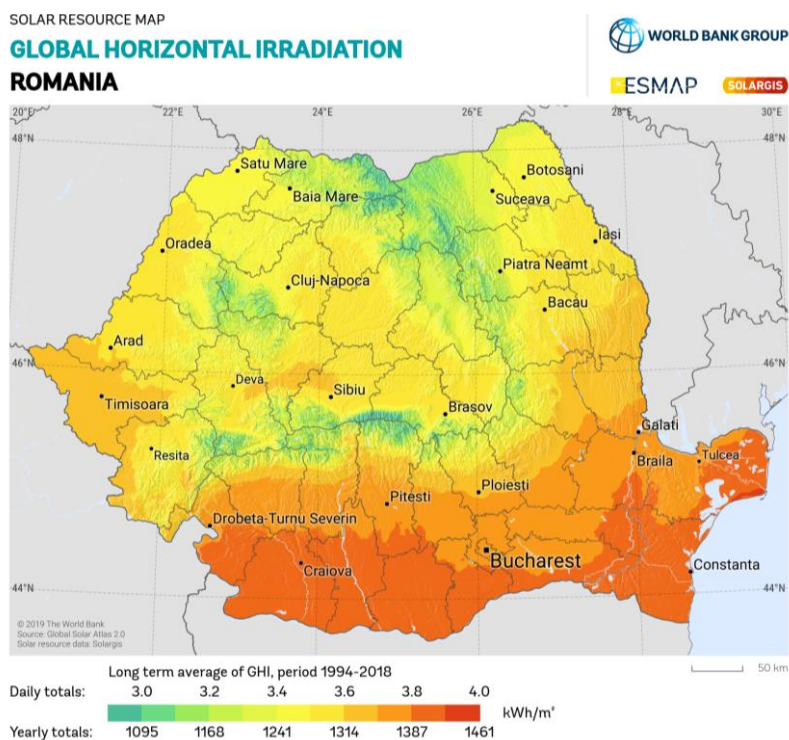 SOLAR RESOURCE MAP
GLOBAL HORIZONTAL IRRADIATION
ROMANIA
WORLD BANK GROUP
ESMAP
SOLARGIS
20°E 22°E 24°E 26°E 28°E 30°E
48°N 48°N
Satu Mare
Botosani
Baia Mare
Suceava
Iasi
Oradea
Piatra Neamt
Cluj-Napoca
Bacau
Arad
46°N 46°N
Deva
Sibiu
Timisoara
Brasov
Galati
Resita
Braila
Tulcea
Ploiesti
Pitesti
Drobeta-Turnu Severin
Bucharest
Craiova
Constanta
44°N 44°N
© 2019 The World Bank
Source: Global Solar Atlas 2.0
Solar resource data: Solargis
50 km
Long term average of GHI, period 1994-2018
Daily totals: 3.0 3.2 3.4 3.6 3.8 4.0
kWh/m²
Yearly totals: 1095 1168 1241 1314 1387 1461